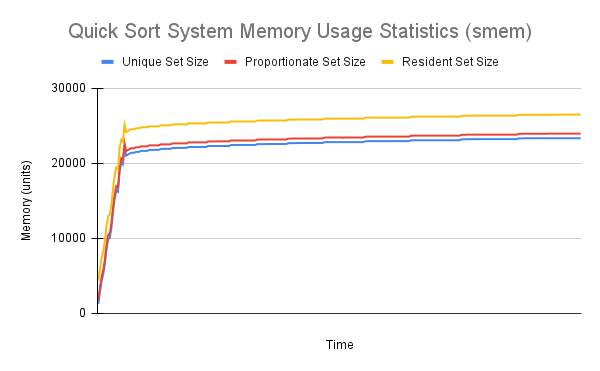 Quick Sort System Memory Usage Statistics (smem)
Unique Set Size Proportionate Set Size Resident Set Size
30000
20000
10000
0
Memory (units)
Time